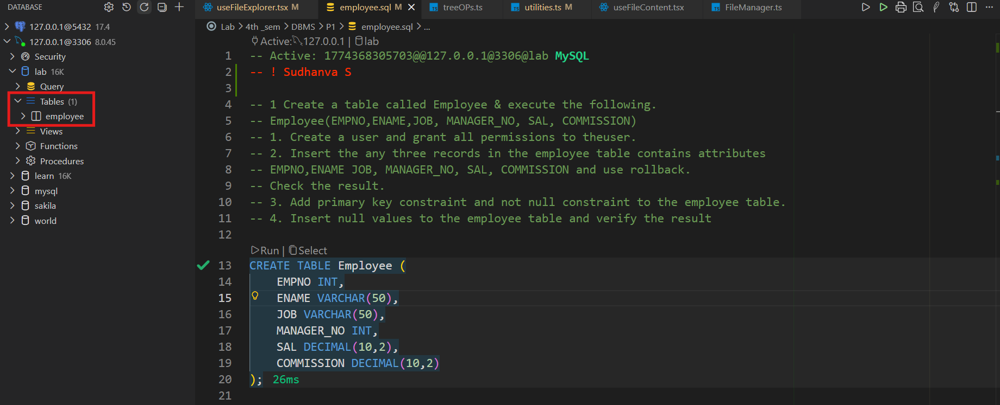 DATABASE
127.0.0.1@5432 17.4
127.0.0.1@3306 8.0.45
Security
lab 16K
Query
Tables (1)
employee
Views
Functions
Procedures
learn 16K
mysql
sakila
world
useFileExplorer.tsx M
employee.sql M
TS treeOPs.ts
TS utilities.ts M
useFileContent.tsx
TS FileManager.ts
Lab > 4th _sem > DBMS > P1 > employee.sql > ...
Active: 127.0.0.1 | lab
1 -- Active: 1774368305703@@127.0.0.1@3306@lab MySQL
2 -- ! Sudhanva S
3
4 -- 1 Create a table called Employee & execute the following.
5 -- Employee(EMPNO,ENAME,JOB, MANAGER_NO, SAL, COMMISSION)
6 -- 1. Create a user and grant all permissions to theuser.
7 -- 2. Insert the any three records in the employee table contains attributes
8 -- EMPNO,ENAME JOB, MANAGER_NO, SAL, COMMISSION and use rollback.
9 -- Check the result.
10 -- 3. Add primary key constraint and not null constraint to the employee table.
11 -- 4. Insert null values to the employee table and verify the result
12
Run | Select
13 CREATE TABLE Employee (
14 EMPNO INT,
15 ENAME VARCHAR(50),
16 JOB VARCHAR(50),
17 MANAGER_NO INT,
18 SAL DECIMAL(10,2),
19 COMMISSION DECIMAL(10,2)
20 ); 26ms
21